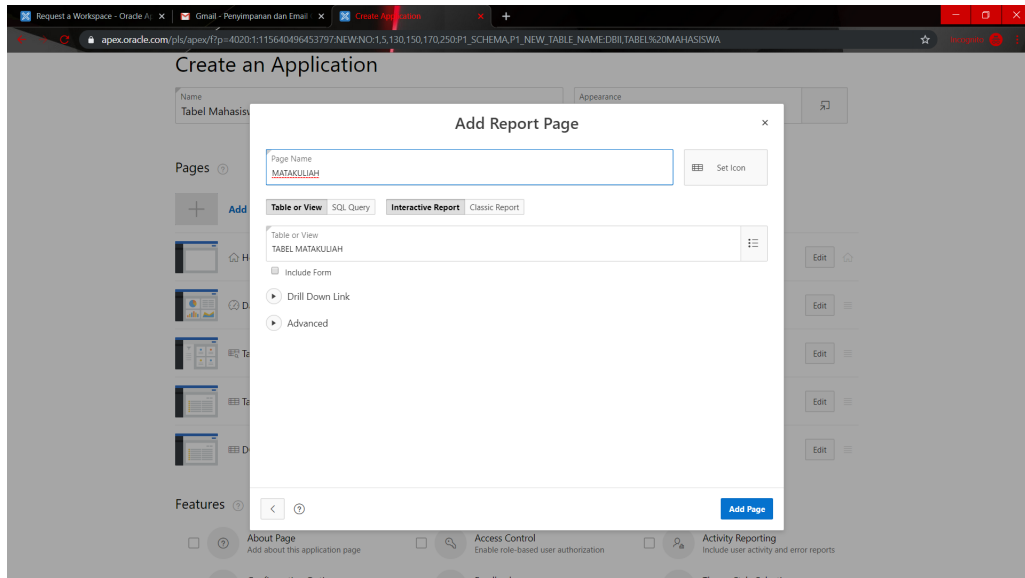 Request a Workspace - Oracle Ap
Gmail - Penyimpanan dan Email
Create Application
apex.oracle.com/pls/apex/f?p=4020:1:115640496453797:NEW:NO:1,5,130,150,170,250:P1_SCHEMA,P1_NEW_TABLE_NAME:DBII,TABEL%20MAHASISWA
Create an Application
Name
Appearance
Tabel Mahasisw
Add Report Page
Page Name
MATAKULIAH
Set Icon
Pages
Add
Table or View
SQL Query
Interactive Report
Classic Report
Table or View
TABEL MATAKULIAH
H
Edit
Include Form
Drill Down Link
D
Edit
Advanced
Ta
Edit
Ta
Edit
D
Edit
Features
Add Page
About Page
Add about this application page
Access Control
Enable role-based user authorization
Activity Reporting
Include user activity and error reports